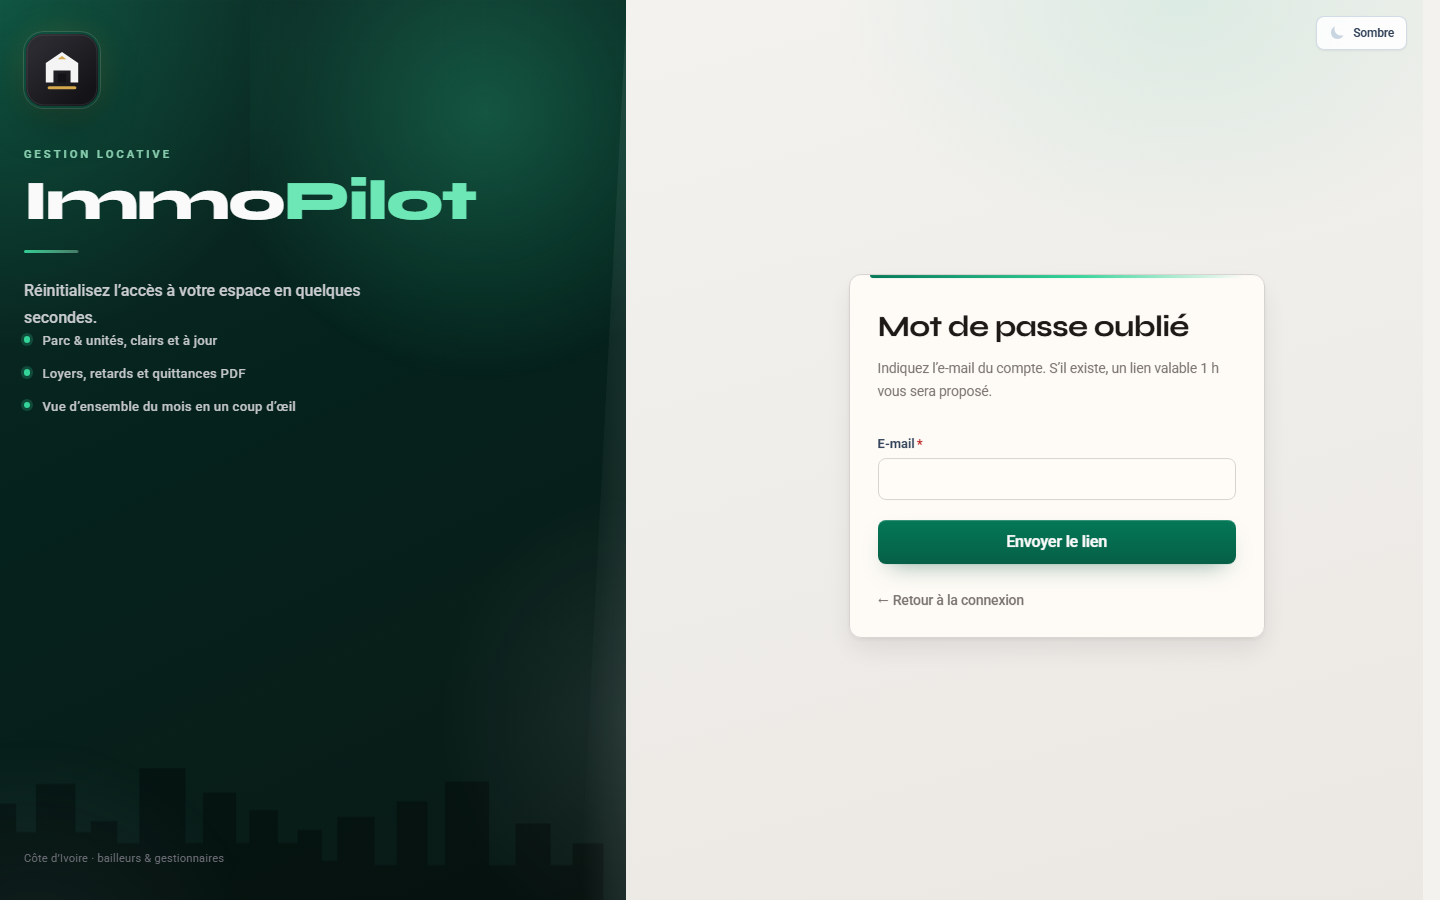 GESTION LOCATIVE
ImmoPilot
Réinitialisez l’accès à votre espace en quelques
secondes.
Parc & unités, clairs et à jour
Loyers, retards et quittances PDF
Vue d’ensemble du mois en un coup d’œil
Côte d’Ivoire · bailleurs & gestionnaires
Sombre
Mot de passe oublié
Indiquez l’e-mail du compte. S’il existe, un lien valable 1 h
vous sera proposé.
E-mail *
Envoyer le lien
← Retour à la connexion